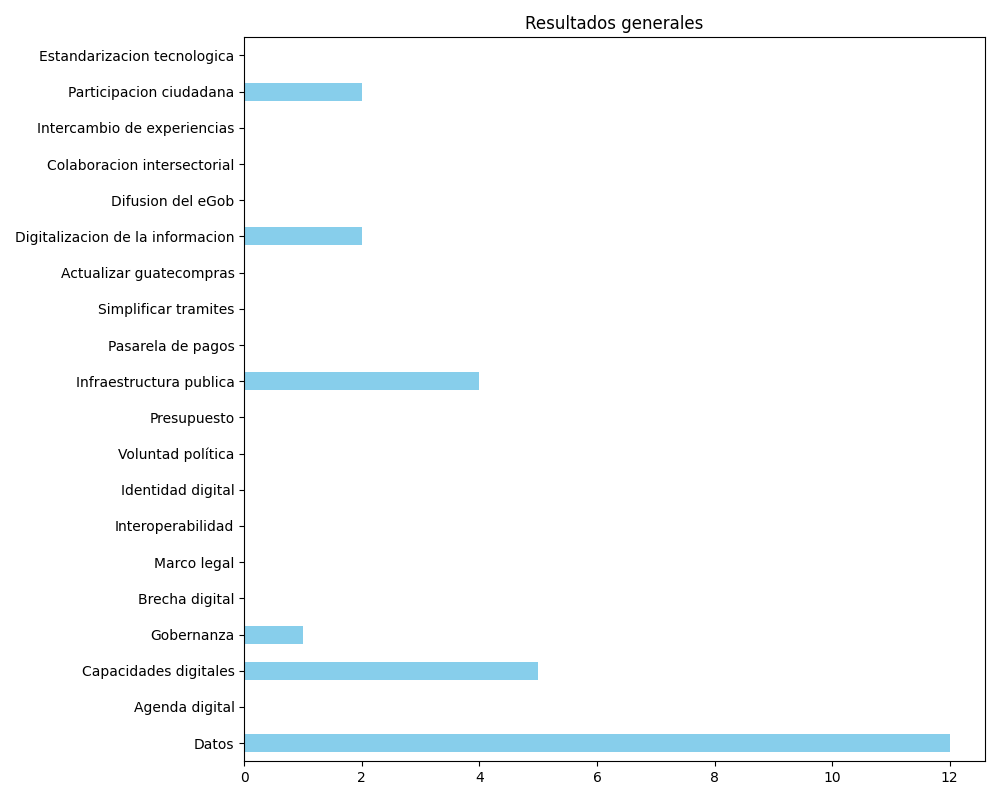 Resultados generales
Estandarizacion tecnologica
Participacion ciudadana
Intercambio de experiencias
Colaboracion intersectorial
Difusion del eGob
Digitalizacion de la informacion
Actualizar guatecompras
Simplificar tramites
Pasarela de pagos
Infraestructura publica
Presupuesto
Voluntad política
Identidad digital
Interoperabilidad
Marco legal
Brecha digital
Gobernanza
Capacidades digitales
Agenda digital
Datos
0 2 4 6 8 10 12